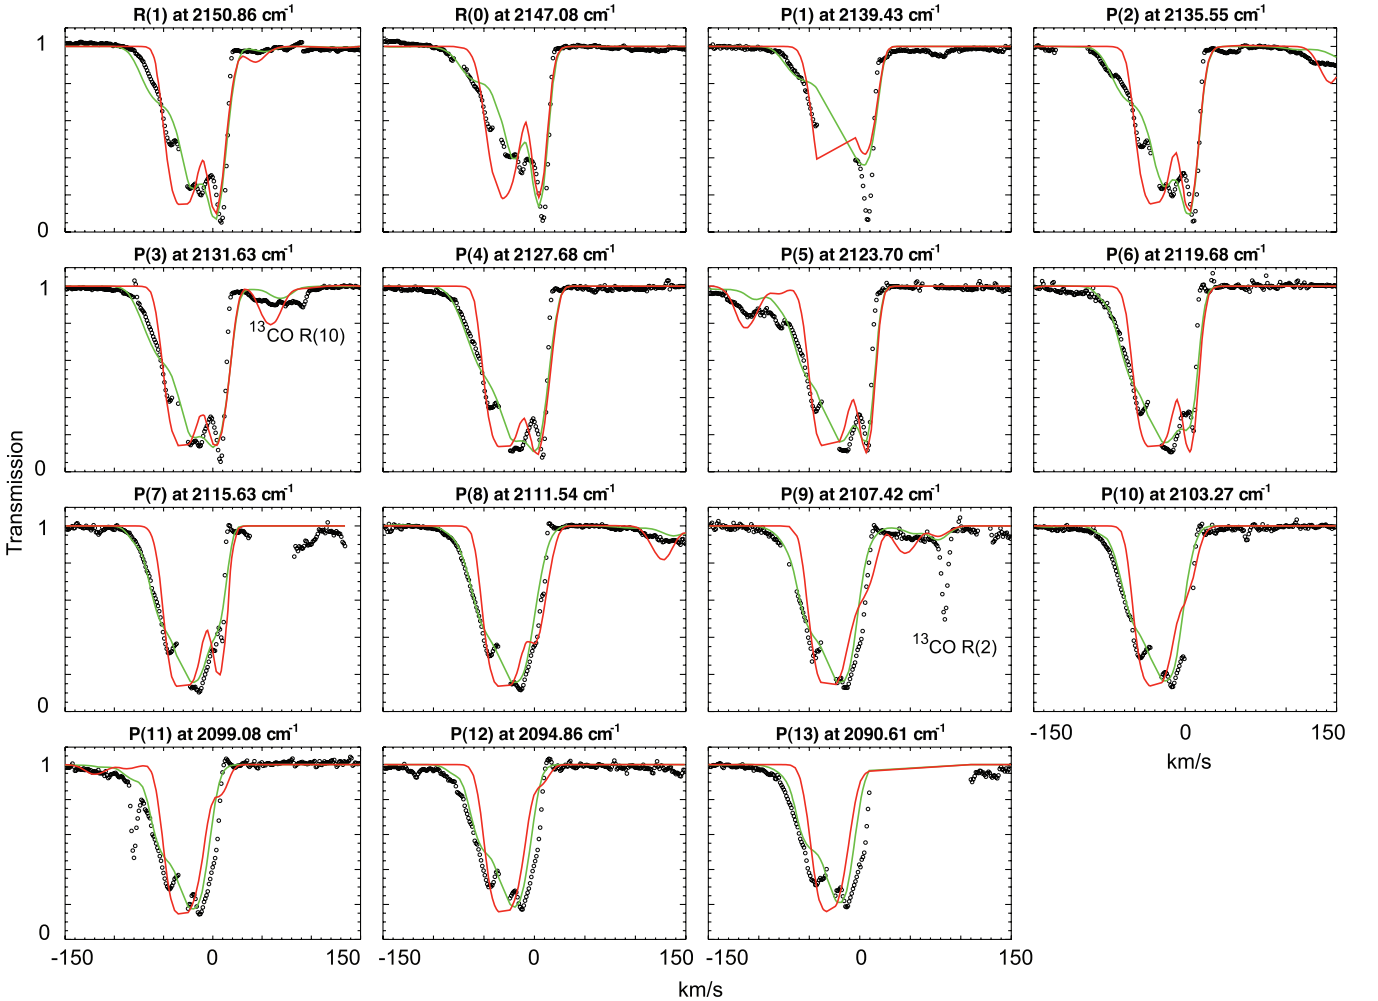 R(1) at 2150.86 cm⁻¹
R(0) at 2147.08 cm⁻¹
P(1) at 2139.43 cm⁻¹
P(2) at 2135.55 cm⁻¹
1
0
P(3) at 2131.63 cm⁻¹
P(4) at 2127.68 cm⁻¹
P(5) at 2123.70 cm⁻¹
P(6) at 2119.68 cm⁻¹
1
¹³CO R(10)
0
Transmission
P(7) at 2115.63 cm⁻¹
P(8) at 2111.54 cm⁻¹
P(9) at 2107.42 cm⁻¹
P(10) at 2103.27 cm⁻¹
1
¹³CO R(2)
0
-150 0 150
km/s
P(11) at 2099.08 cm⁻¹
P(12) at 2094.86 cm⁻¹
P(13) at 2090.61 cm⁻¹
1
0
-150 0 150
-150 0 150
-150 0 150
km/s